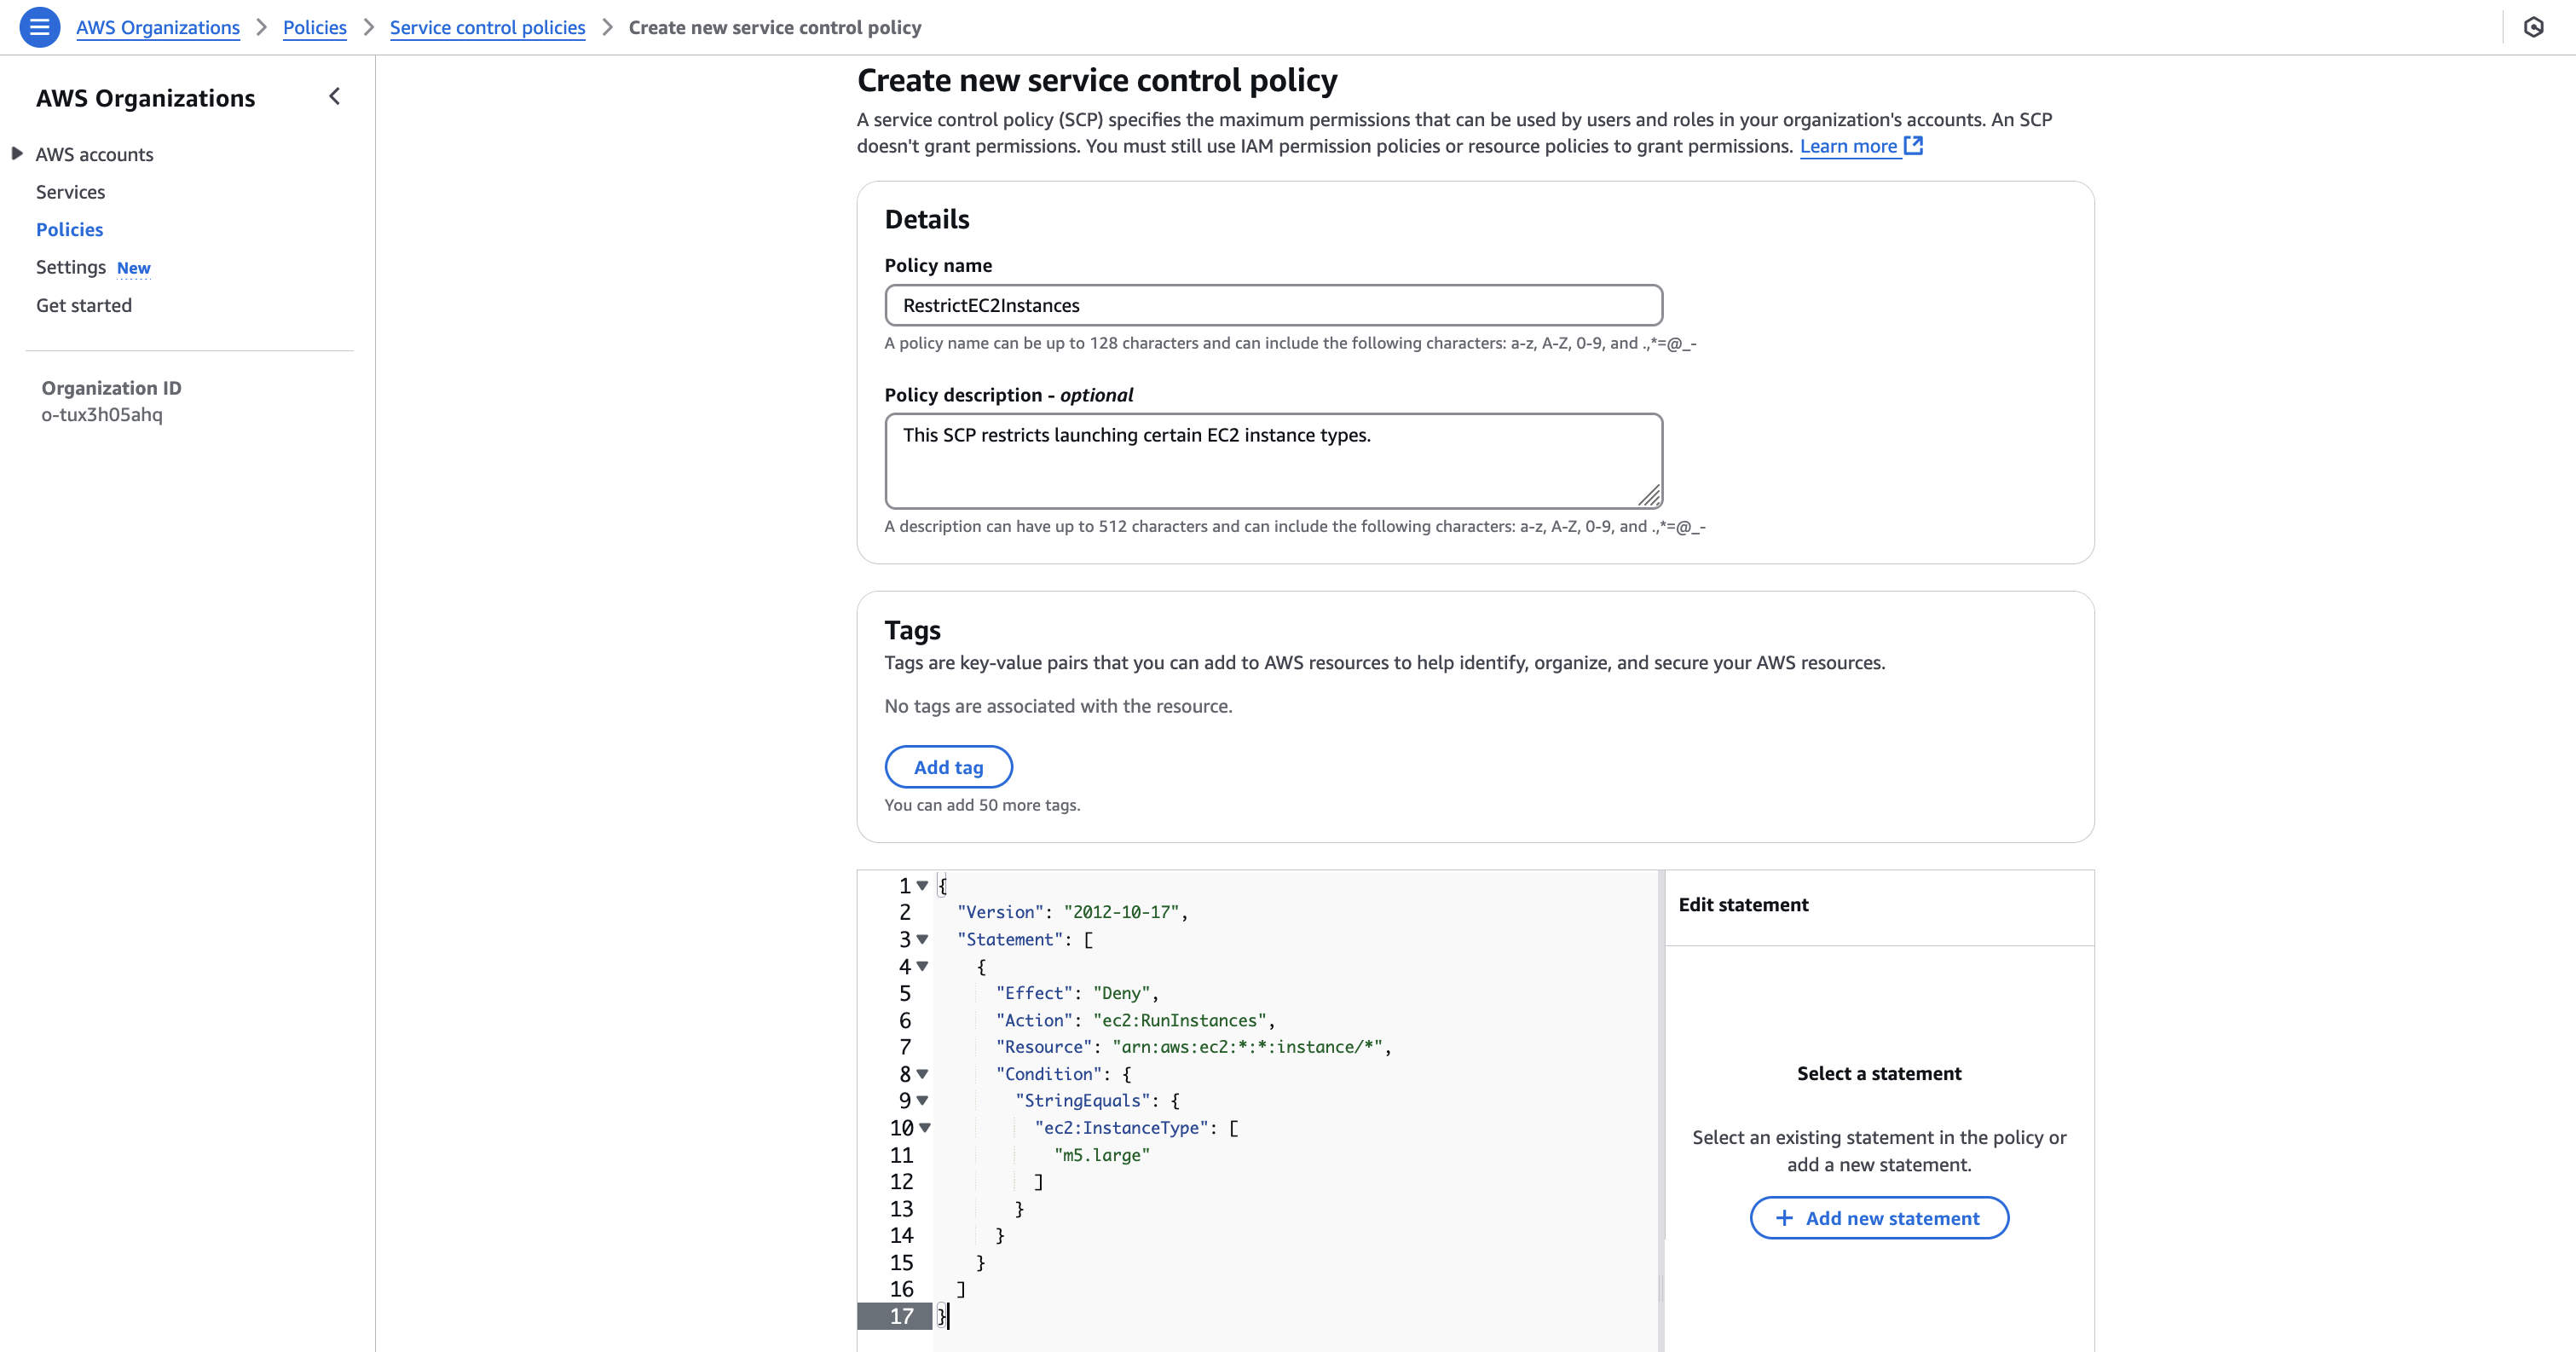 AWS Organizations > Policies > Service control policies > Create new service control policy
AWS Organizations
AWS accounts
Services
Policies
Settings New
Get started
Organization ID
o-tux3h05ahq
Create new service control policy
A service control policy (SCP) specifies the maximum permissions that can be used by users and roles in your organization's accounts. An SCP
doesn't grant permissions. You must still use IAM permission policies or resource policies to grant permissions. Learn more
Details
Policy name
RestrictEC2Instances
A policy name can be up to 128 characters and can include the following characters: a-z, A-Z, 0-9, and .,*=@_-
Policy description - optional
This SCP restricts launching certain EC2 instance types.
A description can have up to 512 characters and can include the following characters: a-z, A-Z, 0-9, and .,*=@_-
Tags
Tags are key-value pairs that you can add to AWS resources to help identify, organize, and secure your AWS resources.
No tags are associated with the resource.
Add tag
You can add 50 more tags.
1 {
2 "Version": "2012-10-17",
3 "Statement": [
4 {
5 "Effect": "Deny",
6 "Action": "ec2:RunInstances",
7 "Resource": "arn:aws:ec2:*:*:instance/*",
8 "Condition": {
9 "StringEquals": {
10 "ec2:InstanceType": [
11 "m5.large"
12 ]
13 }
14 }
15 }
16 ]
17 }
Edit statement
Select a statement
Select an existing statement in the policy or
add a new statement.
+ Add new statement